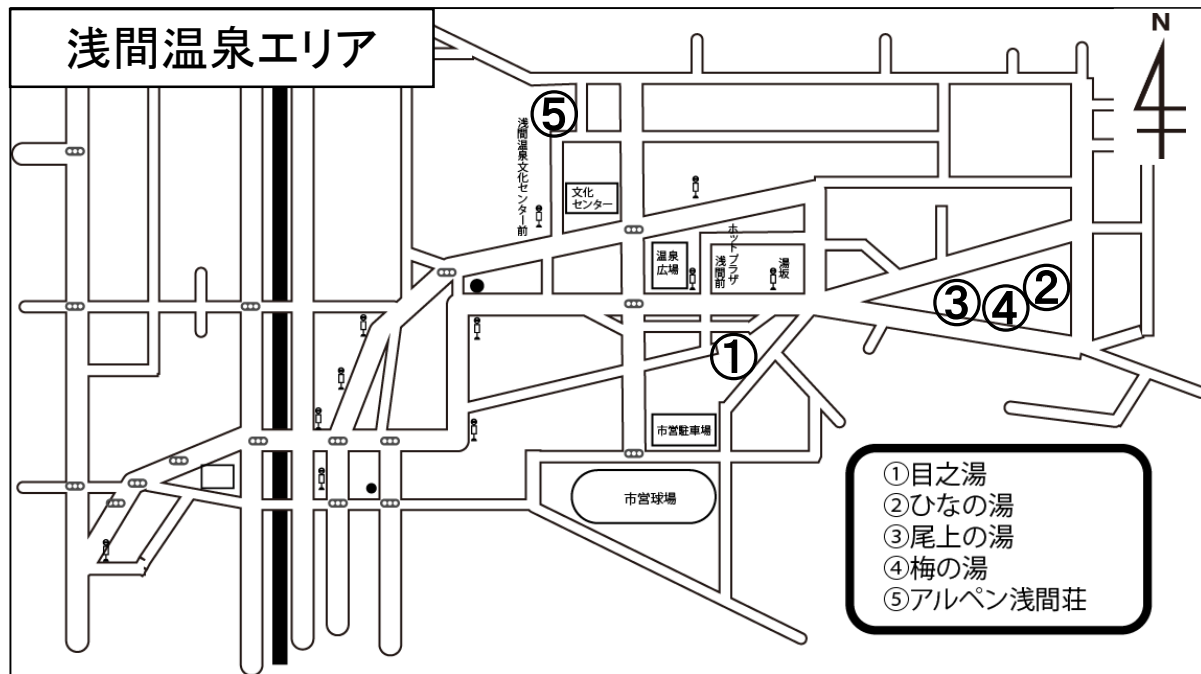 浅間温泉エリア
N
⑤
浅間温泉文化センター前
文化
センター
温泉
広場
ホットプラザ
浅間前
湯坂
③
④
②
①
市営駐車場
市営球場
①目之湯
②ひなの湯
③尾上の湯
④梅の湯
⑤アルペン浅間荘